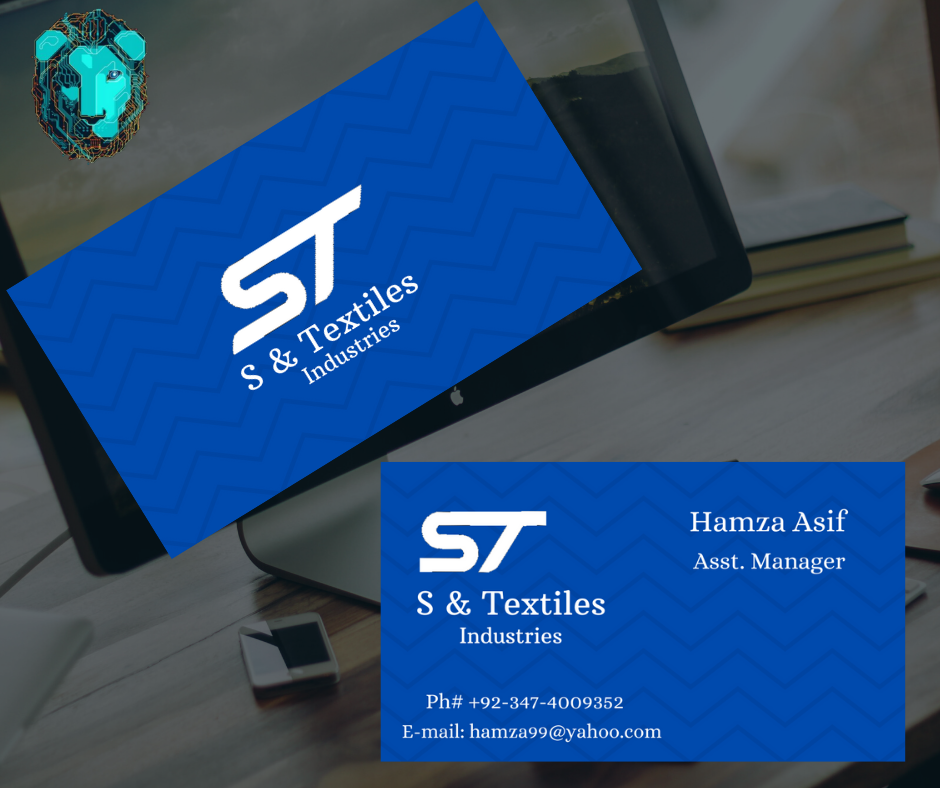 ST
S & Textiles
Industries
ST
S & Textiles
Industries
Hamza Asif
Asst. Manager
Ph# +92-347-4009352
E-mail: hamza99@yahoo.com